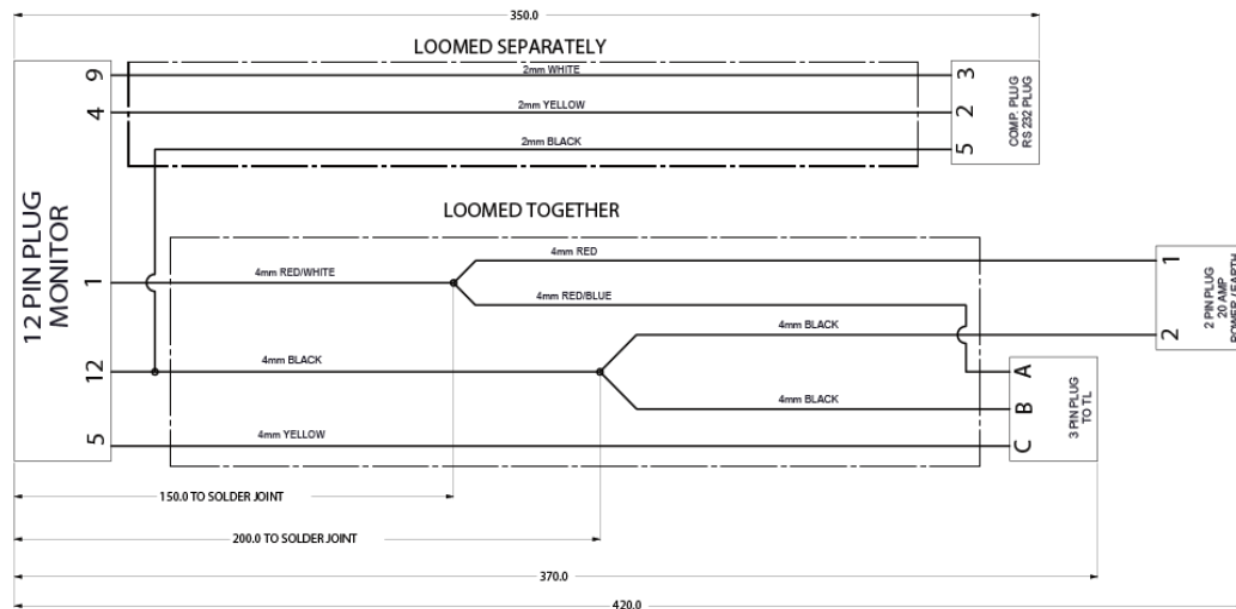 350.0
LOOMED SEPARATELY
9
2mm WHITE
3
4
2mm YELLOW
2
2mm BLACK
5
COMP. PLUG
RS 232 PLUG
12 PIN PLUG
MONITOR
LOOMED TOGETHER
4mm RED
1
1
4mm RED/WHITE
4mm RED/BLUE
2 PIN PLUG
20 AMP
POWER / EARTH
4mm BLACK
2
12
4mm BLACK
A
4mm BLACK
B
3 PIN PLUG
TO TL
5
4mm YELLOW
C
150.0 TO SOLDER JOINT
200.0 TO SOLDER JOINT
370.0
420.0